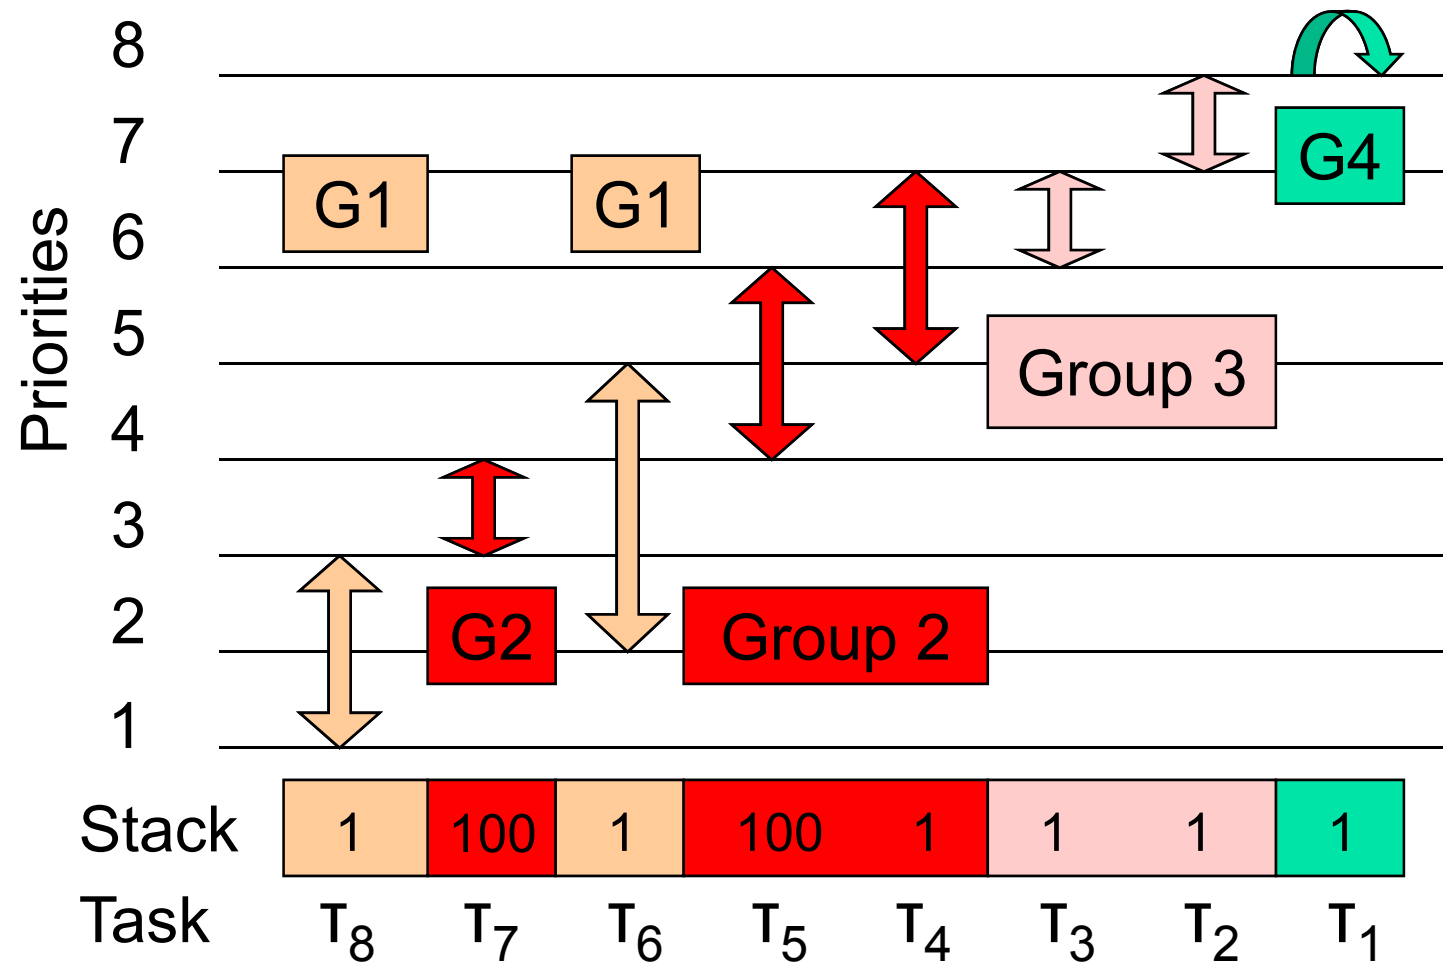 8
7
G4
G1 G1
6
Priorities
5
Group 3
4
3
2
G2 Group 2
1
Stack 1 100 1 100 1 1 1 1
Task τ8 τ7 τ6 τ5 τ4 τ3 τ2 τ1